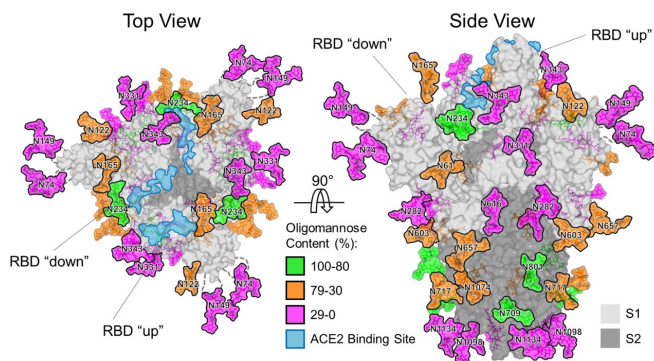 Top View
Side View
RBD "up"
RBD "down"
N74
N149
N165
N343
N331
N234
N165
N122
N122
N343
N149
N122
N149
N234
N343
N74
N165
N331
N74
N331
N343
N61
N74
90°
N234
N165
N234
Oligomannose
Content (%):
N282
N616
N282
N603
N657
N603
N657
RBD "down"
N343
N331
100-80
79-30
29-0
ACE2 Binding Site
N801
N717
N1074
N717
N122
N74
N149
N709
RBD "up"
N1134
N1098
N1134
N1098
S1
S2
RBD "down"
RBD "up"